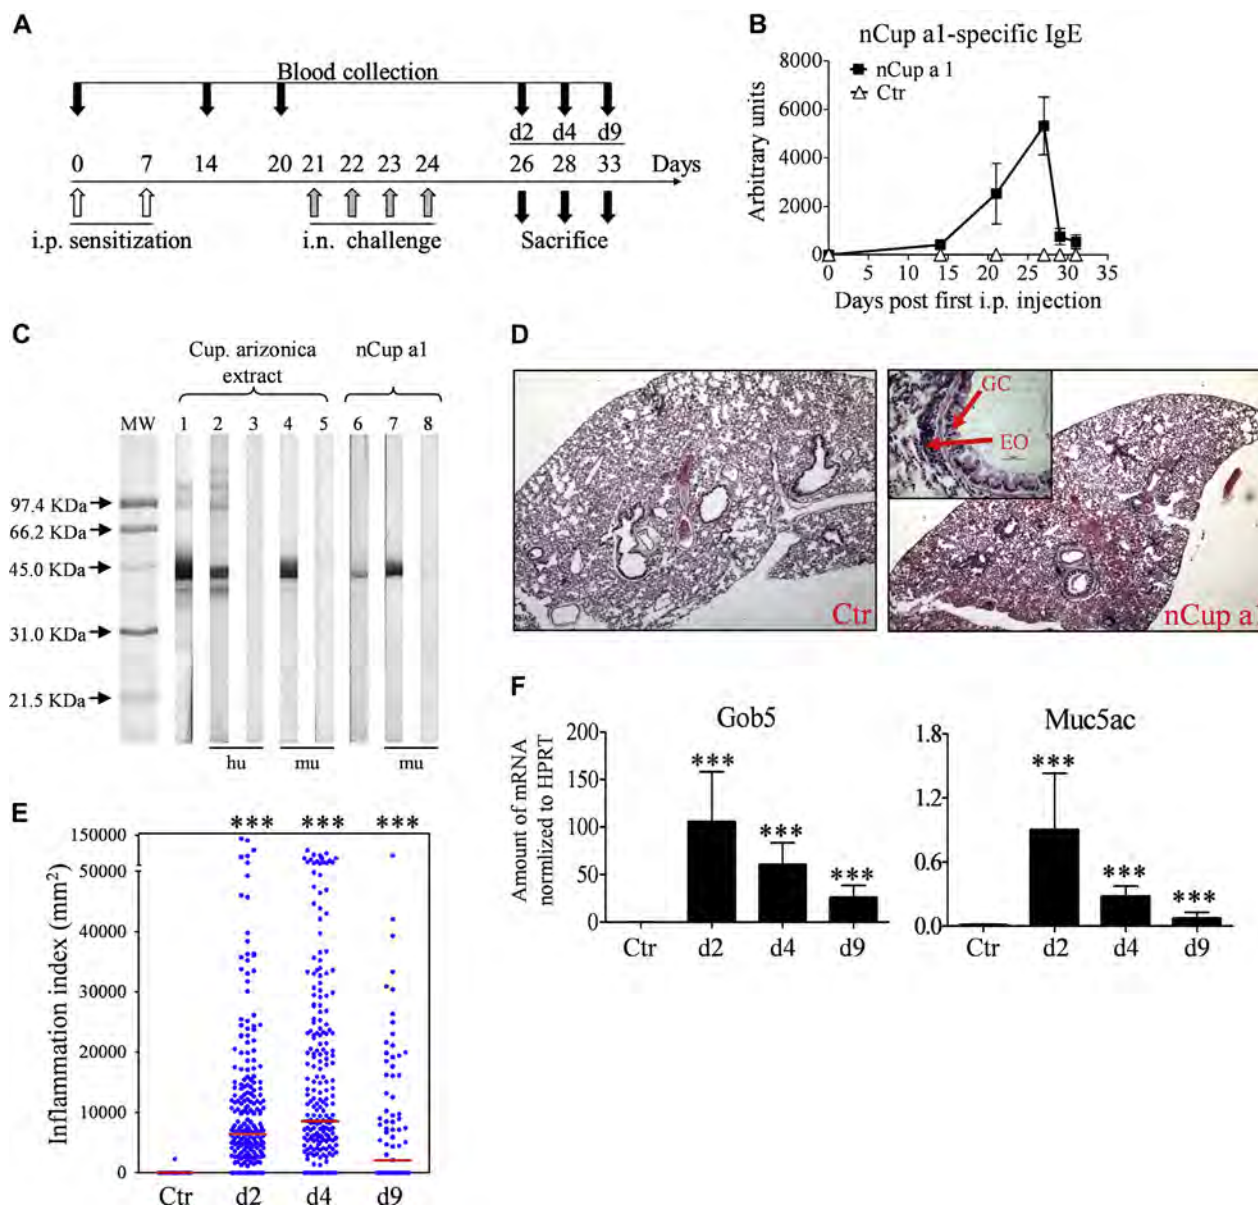 A
Blood collection
d2 d4 d9
0 7 14 20 21 22 23 24 26 28 33 Days
i.p. sensitization i.n. challenge Sacrifice
B
nCup a1-specific IgE
nCup a 1
Ctr
Arbitrary units
8000
6000
4000
2000
0
0 5 10 15 20 25 30 35
Days post first i.p. injection
C
Cup. arizonica
extract
nCup a1
MW 1 2 3 4 5 6 7 8
97.4 KDa
66.2 KDa
45.0 KDa
31.0 KDa
21.5 KDa
hu mu mu
D
Ctr
GC
EO
nCup a
E
Inflammation index (mm²)
150000
50000
40000
30000
20000
10000
0
*** *** ***
Ctr d2 d4 d9
F
Gob5
Amount of mRNA
normlized to HPRT
200
150
100
50
0
***
***
***
Ctr d2 d4 d9
Muc5ac
1.8
1.2
0.6
0.0
***
***
***
Ctr d2 d4 d9